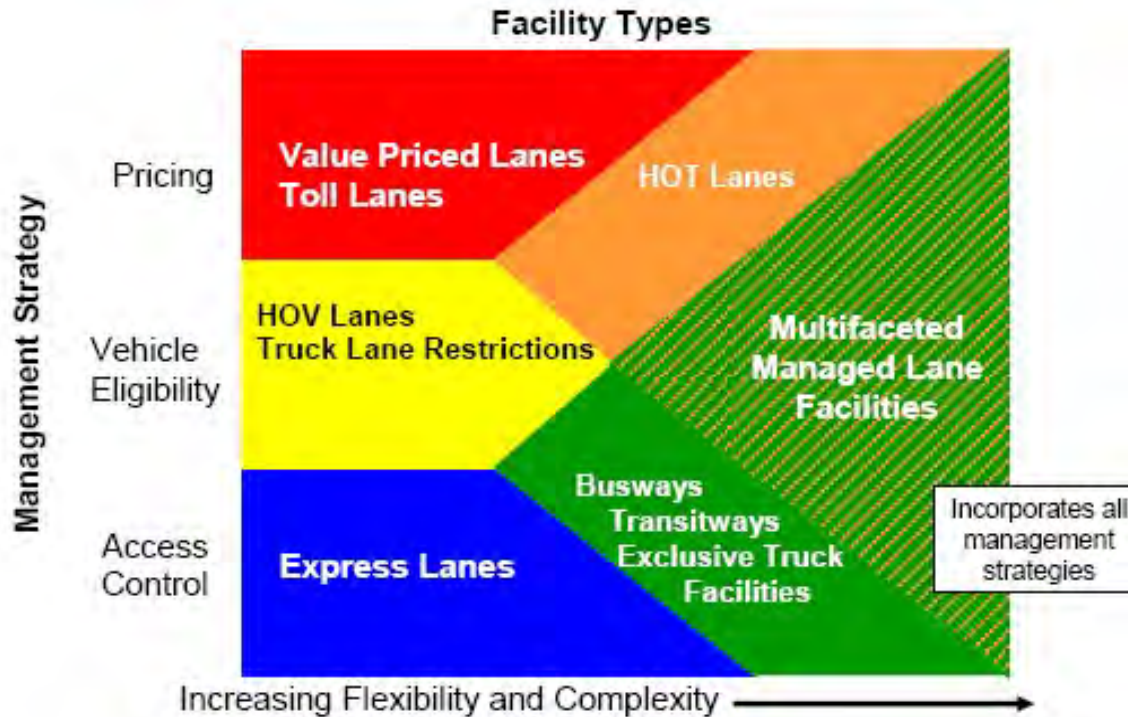 Facility Types
Management Strategy
Pricing
Value Priced Lanes
Toll Lanes
HOT Lanes
Vehicle
Eligibility
HOV Lanes
Truck Lane Restrictions
Multifaceted
Managed Lane
Facilities
Access
Control
Express Lanes
Busways
Transitways
Exclusive Truck
Facilities
Incorporates all
management
strategies
Increasing Flexibility and Complexity